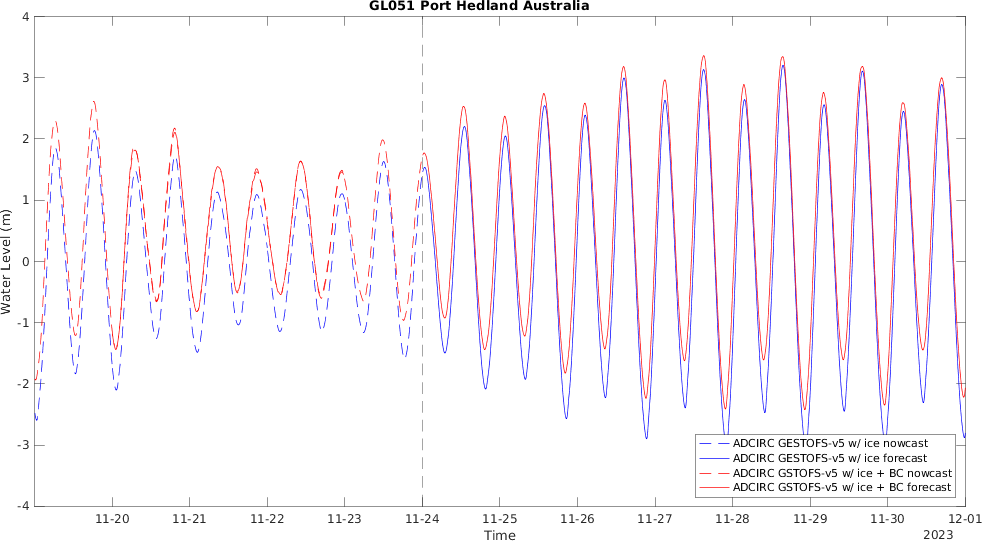 GL051 Port Hedland Australia
4
3
2
1
0
-1
-2
-3
-4
Water Level (m)
11-20 11-21 11-22 11-23 11-24 11-25 11-26 11-27 11-28 11-29 11-30 12-01
Time
2023
ADCIRC GESTOFS-v5 w/ ice nowcast
ADCIRC GESTOFS-v5 w/ ice forecast
ADCIRC GSTOFS-v5 w/ ice + BC nowcast
ADCIRC GSTOFS-v5 w/ ice + BC forecast